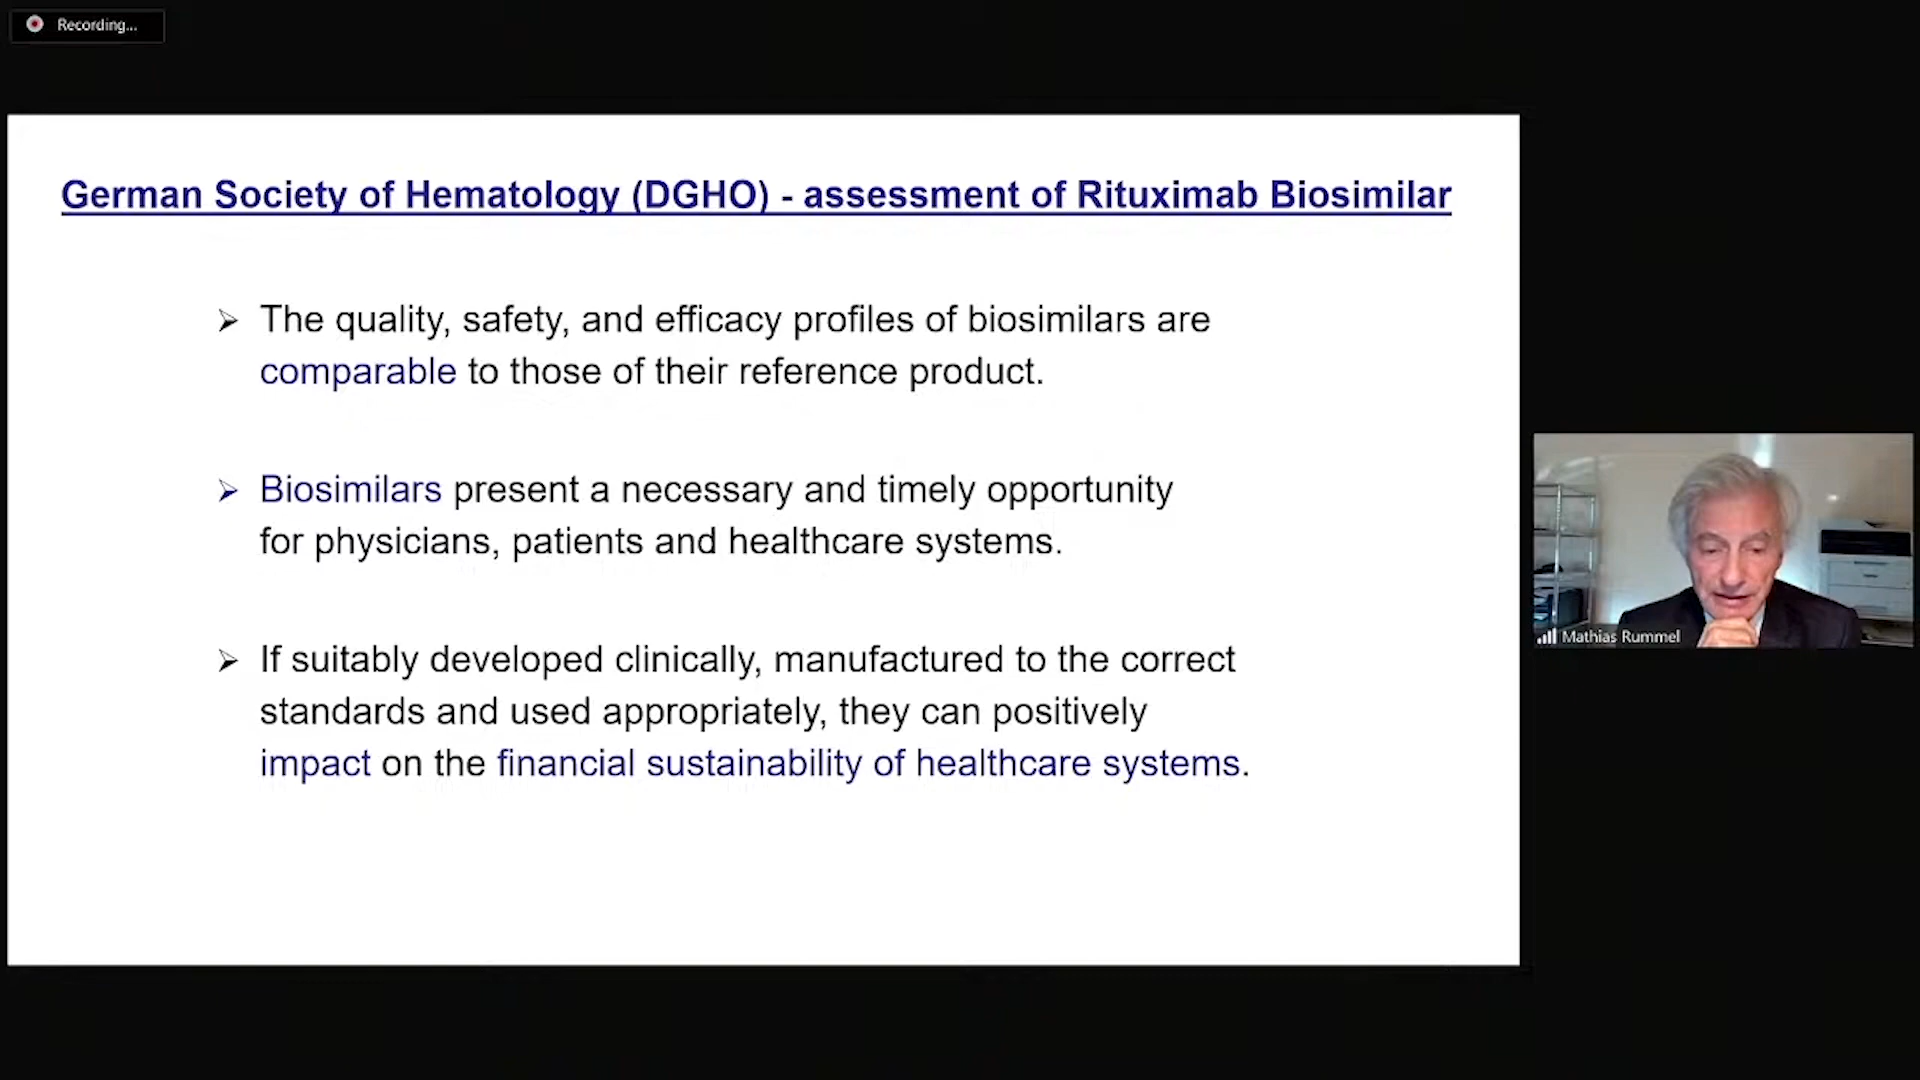 Recording...
German Society of Hematology (DGHO) - assessment of Rituximab Biosimilar
➢ The quality, safety, and efficacy profiles of biosimilars are
comparable to those of their reference product.
➢ Biosimilars present a necessary and timely opportunity
for physicians, patients and healthcare systems.
➢ If suitably developed clinically, manufactured to the correct
standards and used appropriately, they can positively
impact on the financial sustainability of healthcare systems.
Mathias Rummel